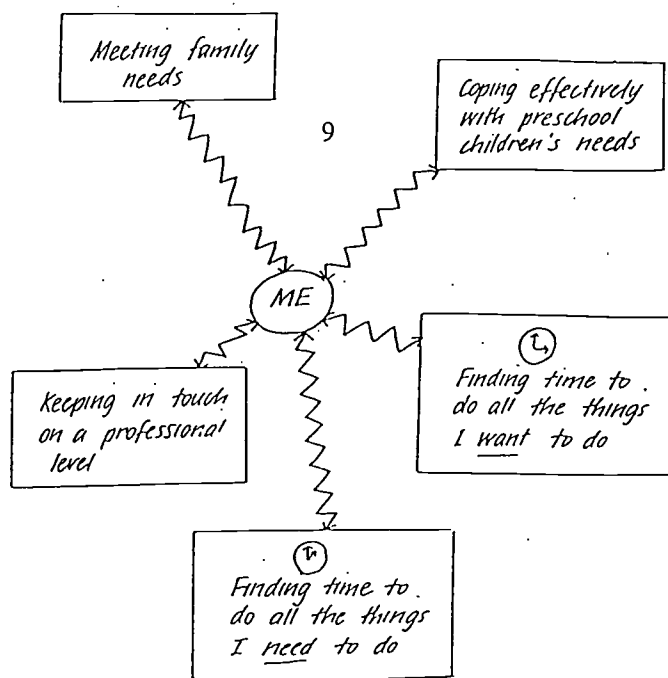 Meeting family
needs
9
Coping effectively
with preschool
children's needs
ME
Finding time to
do all the things
I want to do
Keeping in touch
on a professional
level
Finding time to
do all the things
I need to do